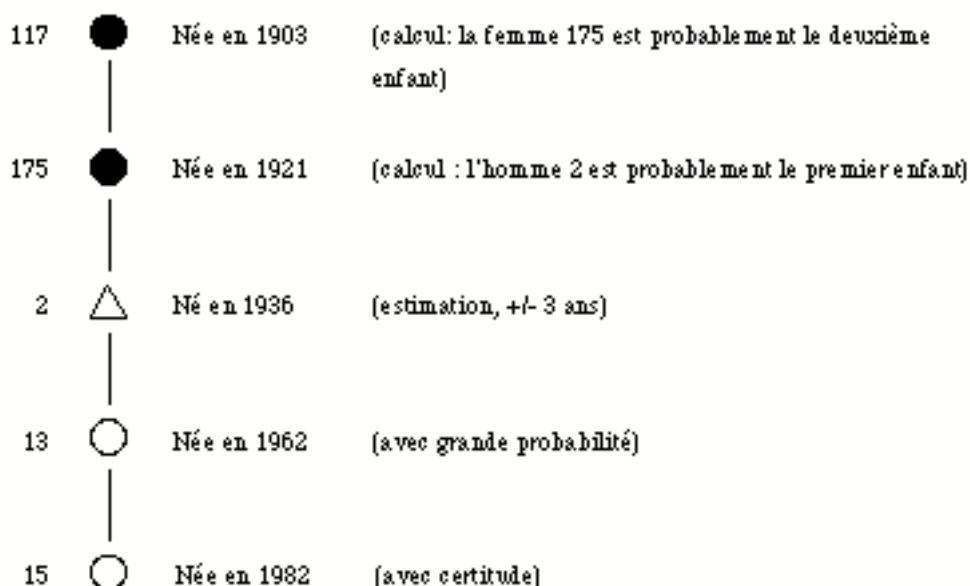 117 Née en 1903 (calcul: la femme 175 est probablement le deuxième
enfant)
175 Née en 1921 (calcul : l'homme 2 est probablement le premier enfant)
2 Né en 1936 (estimation, +/- 3 ans)
13 Née en 1962 (avec grande probabilité)
15 Née en 1982 (avec certitude)